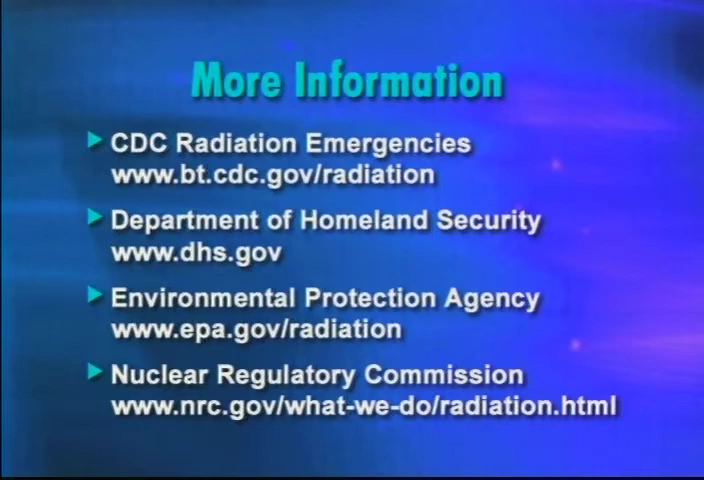 More Information
CDC Radiation Emergencies
www.bt.cdc.gov/radiation
Department of Homeland Security
www.dhs.gov
Environmental Protection Agency
www.epa.gov/radiation
Nuclear Regulatory Commission
www.nrc.gov/what-we-do/radiation.html